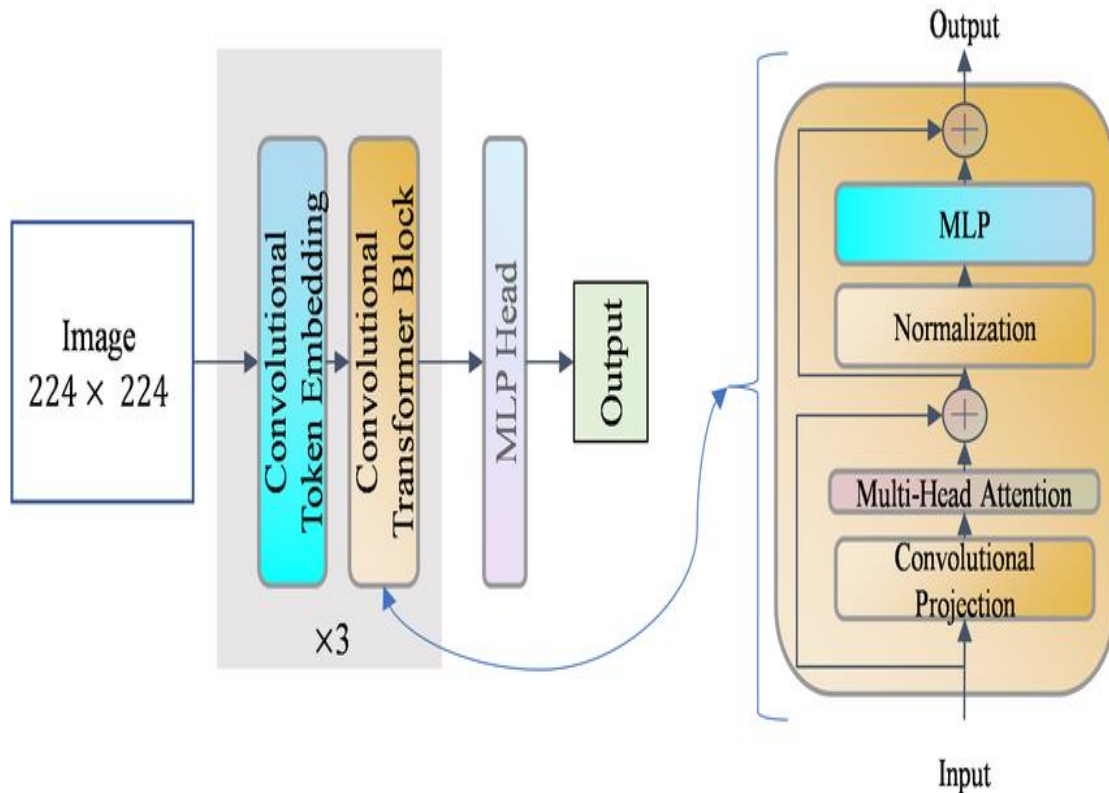 Image
224 × 224
Convolutional
Token Embedding
Convolutional
Transformer Block
×3
MLP Head
Output
Output
+
MLP
Normalization
+
Multi-Head Attention
Convolutional
Projection
Input